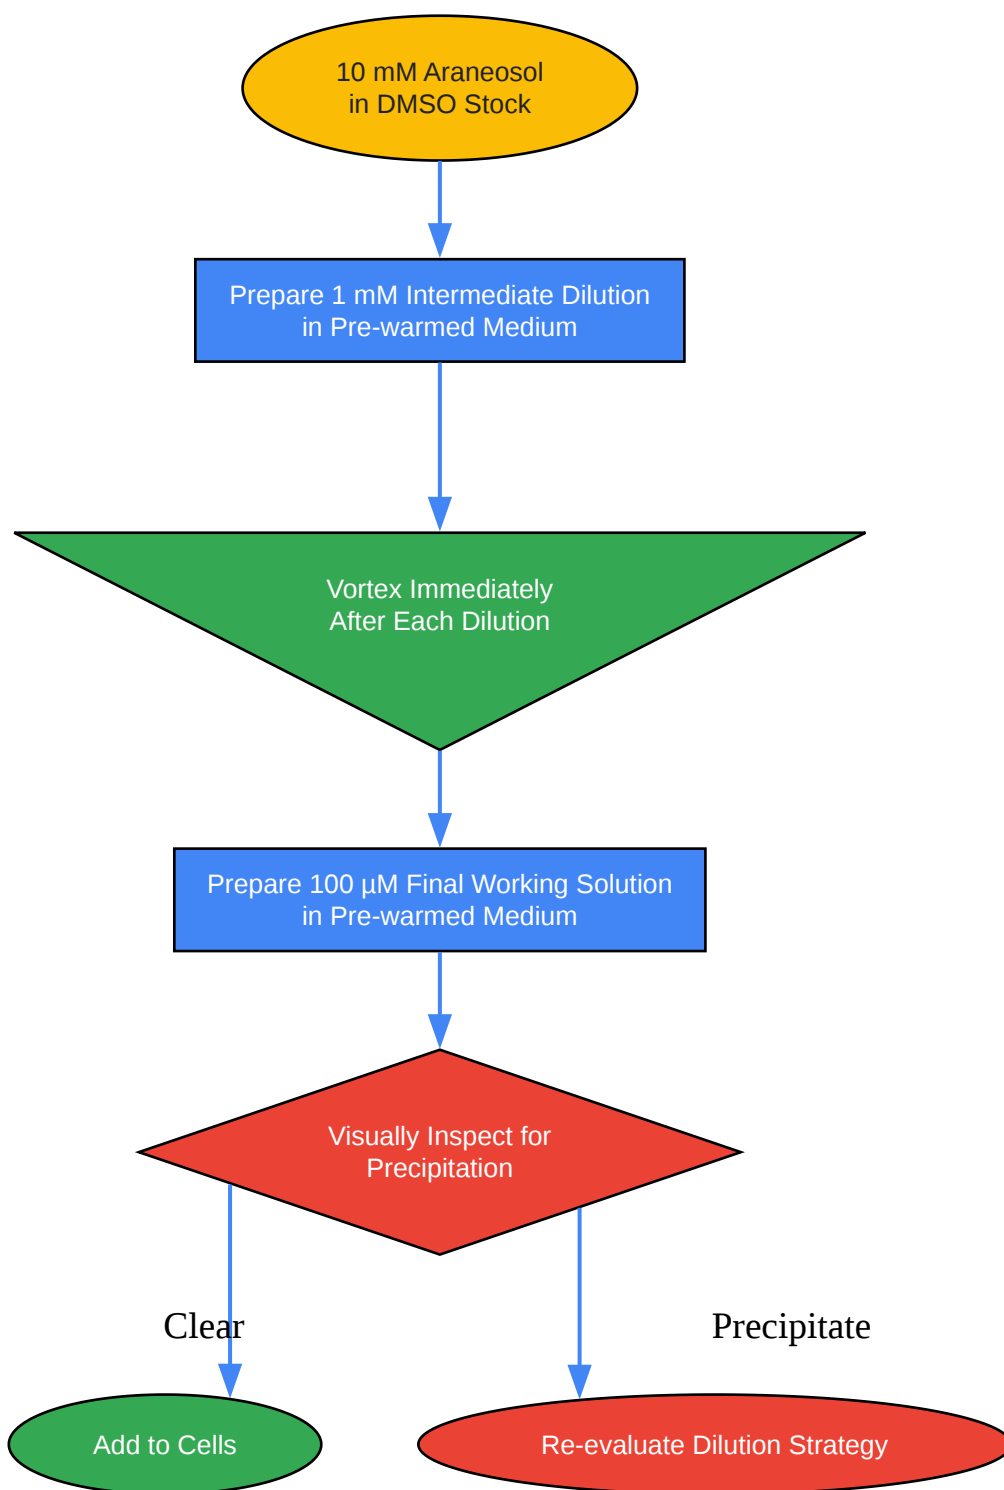 10 mM Araneosol
in DMSO Stock
Prepare 1 mM Intermediate Dilution
in Pre-warmed Medium
Vortex Immediately
After Each Dilution
Prepare 100 µM Final Working Solution
in Pre-warmed Medium
Visually Inspect for
Precipitation
Clear
Precipitate
Add to Cells
Re-evaluate Dilution Strategy